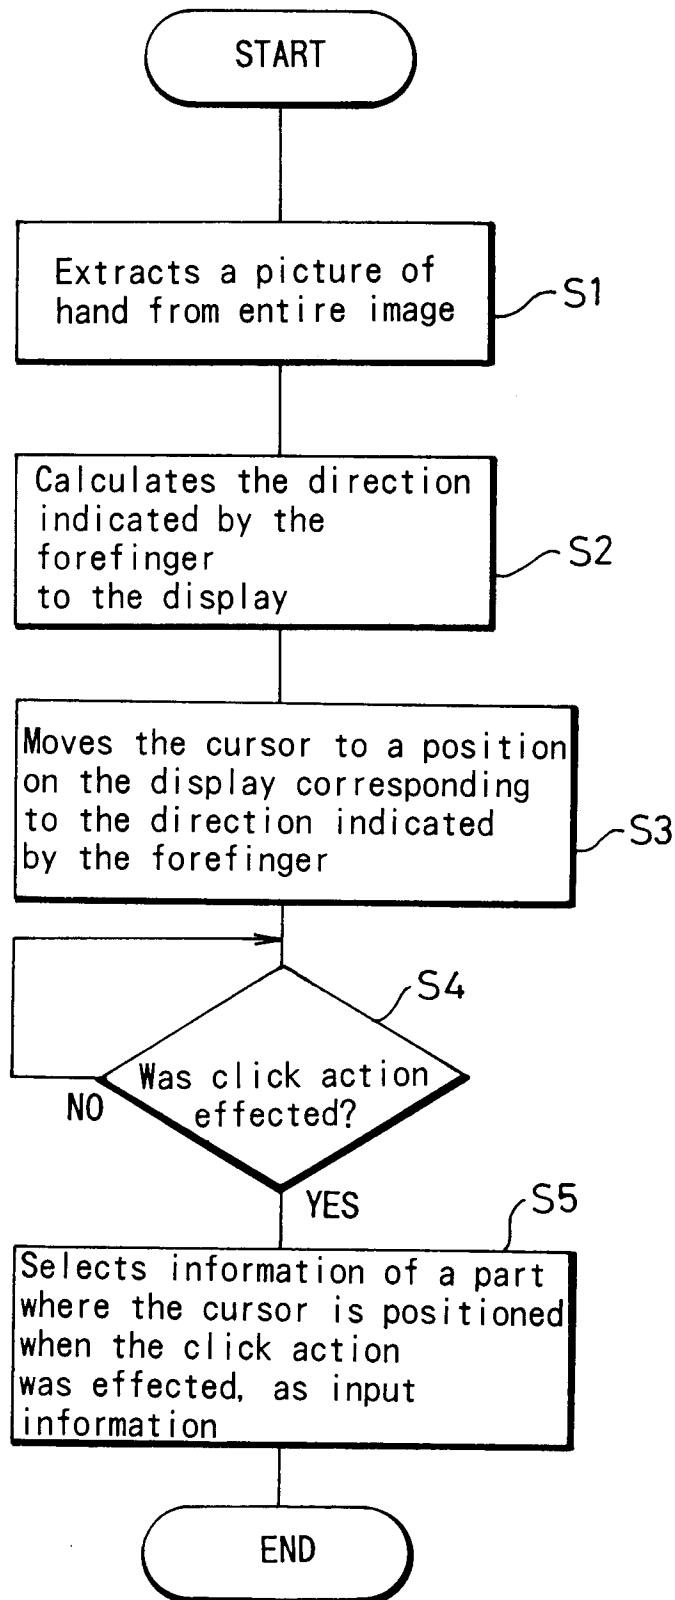 START
Extracts a picture of
hand from entire image
S1
Calculates the direction
indicated by the
forefinger
to the display
S2
Moves the cursor to a position
on the display corresponding
to the direction indicated
by the forefinger
S3
S4
Was click action
effected?
NO
YES
S5
Selects information of a part
where the cursor is positioned
when the click action
was effected, as input
information
END